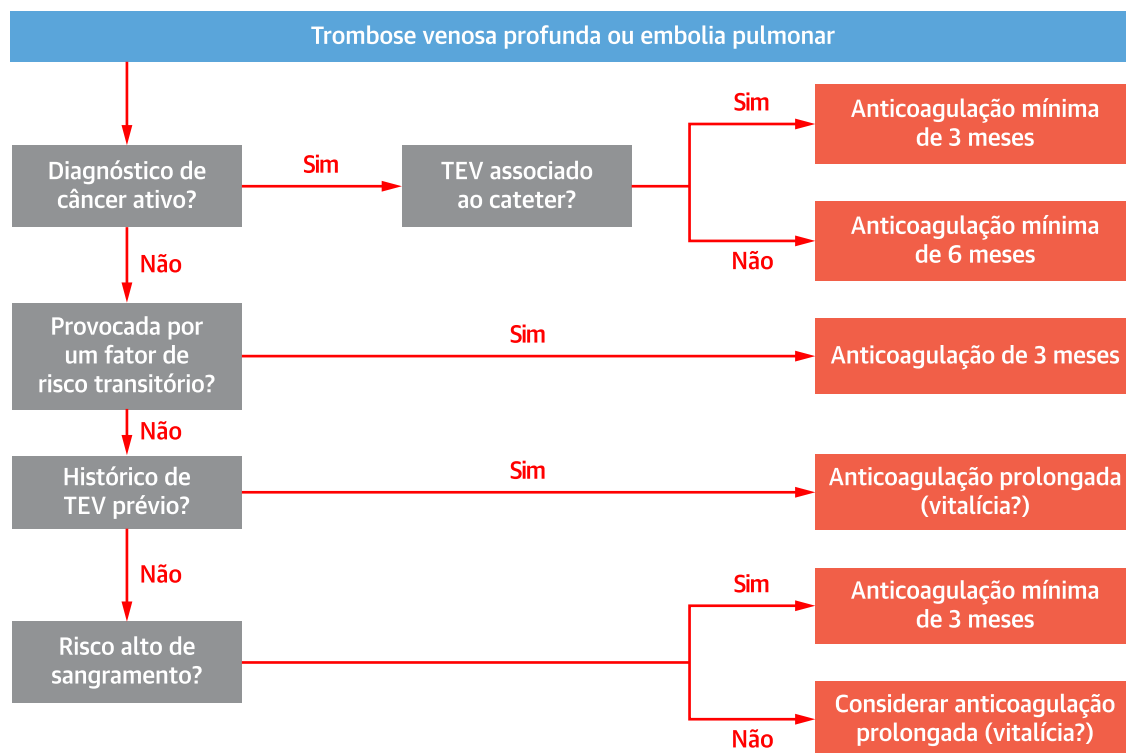 Trombose venosa profunda ou embolia pulmonar
Sim
Anticoagulação mínima
de 3 meses
Diagnóstico de
câncer ativo?
Sim
TEV associado
ao cateter?
Não
Anticoagulação mínima
de 6 meses
Não
Provocada por
um fator de
risco transitório?
Sim
Anticoagulação de 3 meses
Não
Histórico de
TEV prévio?
Sim
Anticoagulação prolongada
(vitalícia?)
Não
Risco alto de
sangramento?
Sim
Anticoagulação mínima
de 3 meses
Não
Considerar anticoagulação
prolongada (vitalícia?)